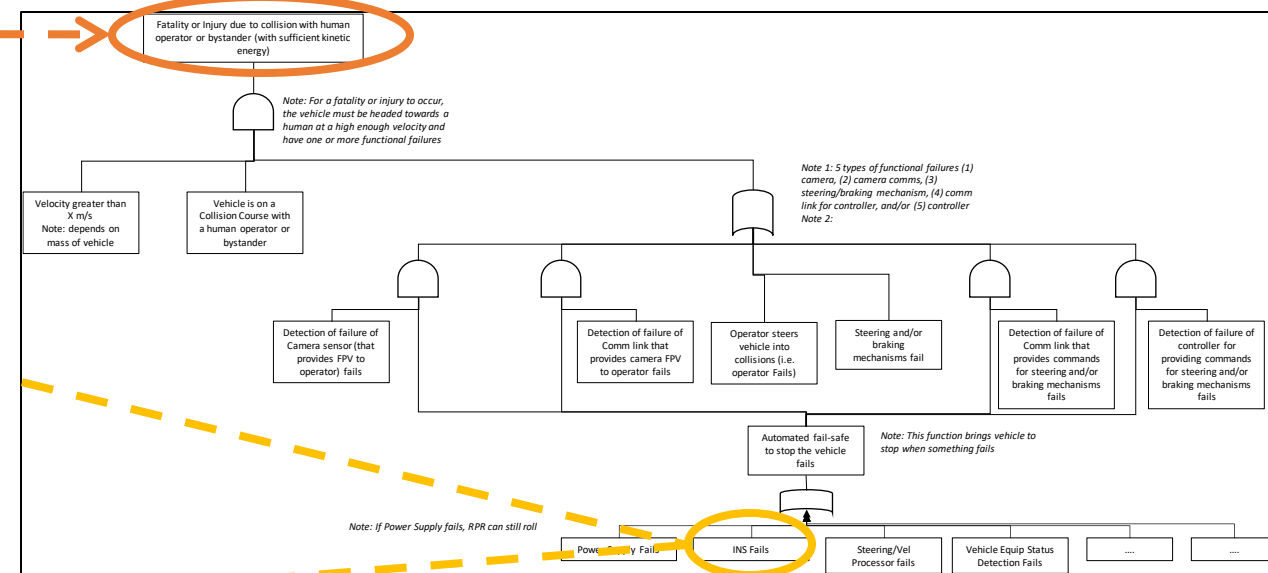 Fatality or Injury due to collision with human
operator or bystander (with sufficient kinetic
energy)
Note: For a fatality or injury to occur,
the vehicle must be headed towards a
human at a high enough velocity and
have one or more functional failures
Velocity greater than
X m/s
Note: depends on
mass of vehicle
Vehicle is on a
Collision Course with
a human operator or
bystander
Note 1: 5 types of functional failures (1)
camera, (2) camera comms, (3)
steering/braking mechanism, (4) comm
link for controller, and/or (5) controller
Note 2:
Detection of failure of
Camera sensor (that
provides FPV to
operator) fails
Detection of failure of
Comm link that
provides camera FPV
to operator fails
Operator steers
vehicle into
collisions (i.e.
operator Fails)
Steering and/or
braking
mechanisms fail
Detection of failure of
Comm link that
provides commands
for steering and/or
braking mechanisms
fails
Detection of failure of
controller for
providing commands
for steering and/or
braking mechanisms
fails
Automated fail-safe
to stop the vehicle
fails
Note: This function brings vehicle to
stop when something fails
Note: If Power Supply fails, RPR can still roll
Power Supply Fails
INS Fails
Steering/Vel
Processor fails
Vehicle Equip Status
Detection Fails
....
....